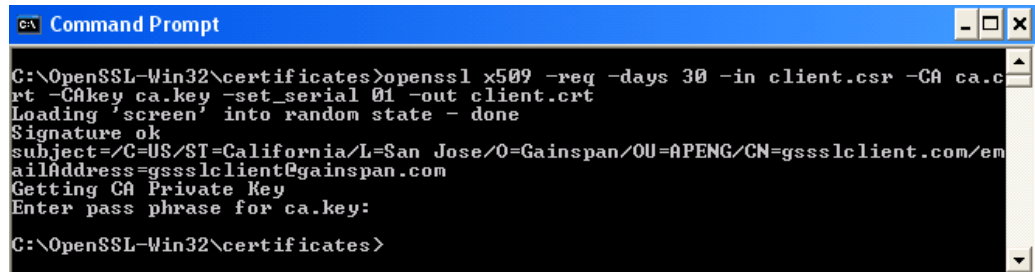 Command Prompt
C:\OpenSSL-Win32\certificates>openssl x509 -req -days 30 -in client.csr -CA ca.c
rt -CAkey ca.key -set_serial 01 -out client.crt
Loading 'screen' into random state - done
Signature ok
subject=/C=US/ST=California/L=San Jose/O=Gainspan/OU=APENG/CN=gssslclient.com/em
ailAddress=gssslclient@gainspan.com
Getting CA Private Key
Enter pass phrase for ca.key:
C:\OpenSSL-Win32\certificates>